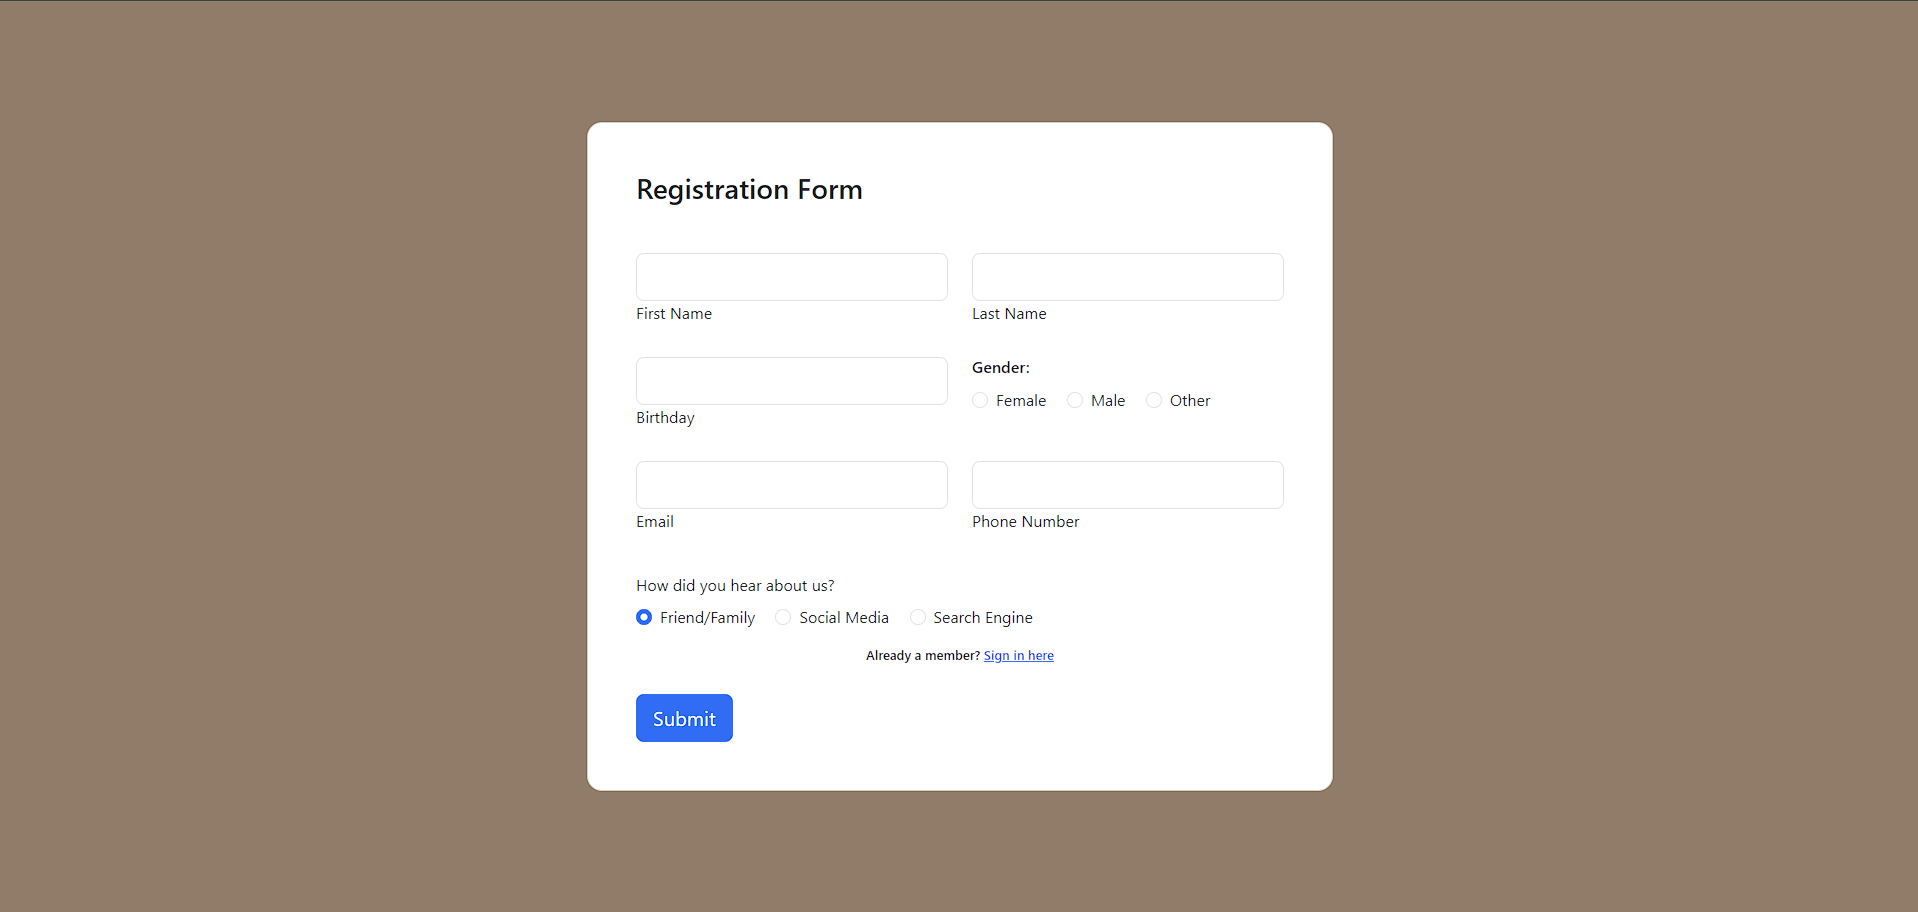 Registration Form
First Name
Last Name
Gender:
Female Male Other
Birthday
Email
Phone Number
How did you hear about us?
Friend/Family Social Media Search Engine
Already a member? Sign in here
Submit